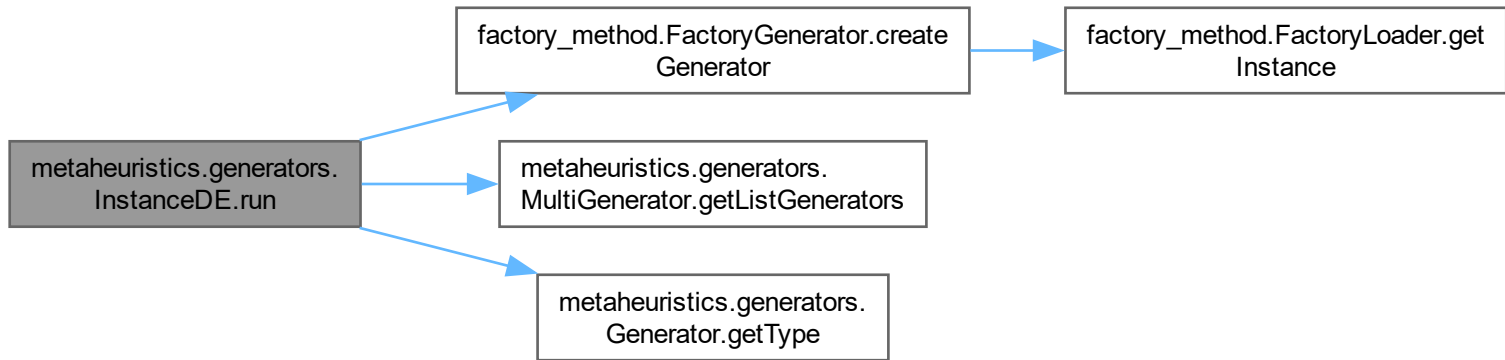 factory_method.FactoryGenerator.create
Generator
factory_method.FactoryLoader.get
Instance
metaheuristics.generators.
InstanceDE.run
metaheuristics.generators.
MultiGenerator.getListGenerators
metaheuristics.generators.
Generator.getType